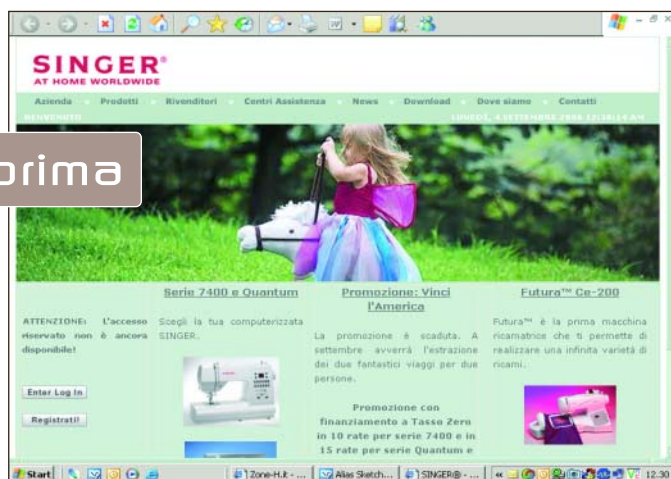 SINGER®
AT HOME WORLDWIDE
Azienda Prodotti Rivenditori Centri Assistenza News Download Dove siamo Contatti
BENVENUTO
LUNEDÌ, 4 SETTEMBRE 2006
prima
Serie 7400 e Quantum
Promozione: Vinci
l'America
Futura™ Ce-200
ATTENZIONE: L'accesso
riservato non è ancora
disponibile!
Enter Log In
Registrati!
Scegli la tua computerizzata
SINGER.
La promozione è scaduta. A
settembre avverrà l'estrazione
dei due fantastici viaggi per due
persone.
Promozione con
finanziamento a Tasso Zero
in 10 rate per serie 7400 e in
15 rate per serie Quantum e
Futura™ è la prima macchina
ricamatrice che ti permette di
realizzare una infinita varietà di
ricami.
Start
Zone-H.it - ...
Alias Sketch...
SINGER® - ...
12.30